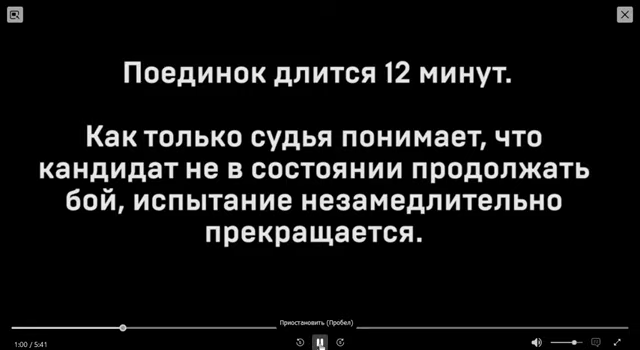 Поединок длится 12 минут.
Как только судья понимает, что
кандидат не в состоянии продолжать
бой, испытание незамедлительно
прекращается.
Приостановить (Пробел)
1:00 / 5:41